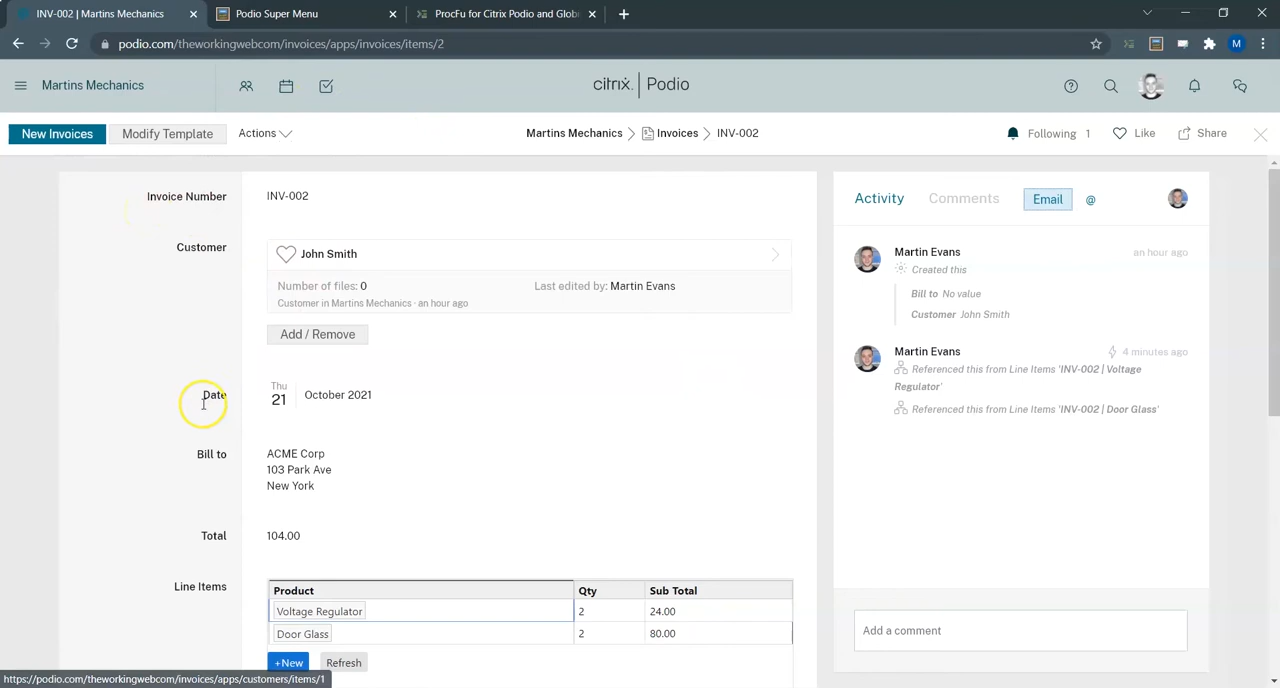 INV-002 | Martins Mechanics
Podio Super Menu
ProcFu for Citrix Podio and Glob
podio.com/theworkingwebcom/invoices/apps/invoices/items/2
M
Martins Mechanics
citrix | Podio
New Invoices
Modify Template
Actions
Martins Mechanics
Invoices
INV-002
Following 1
Like
Share
Invoice Number
INV-002
Customer
John Smith
Number of files: 0
Last edited by: Martin Evans
Customer in Martins Mechanics · an hour ago
Add / Remove
Date
Thu
21
October 2021
Bill to
ACME Corp
103 Park Ave
New York
Total
104.00
Line Items
Product Qty Sub Total
Voltage Regulator 2 24.00
Door Glass 2 80.00
+New
Refresh
Activity
Comments
Email
@
Martin Evans
an hour ago
Created this
Bill to No value
Customer John Smith
Martin Evans
4 minutes ago
Referenced this from Line Items 'INV-002 | Voltage
Regulator'
Referenced this from Line Items 'INV-002 | Door Glass'
Add a comment
https://podio.com/theworkingwebcom/invoices/apps/customers/items/1